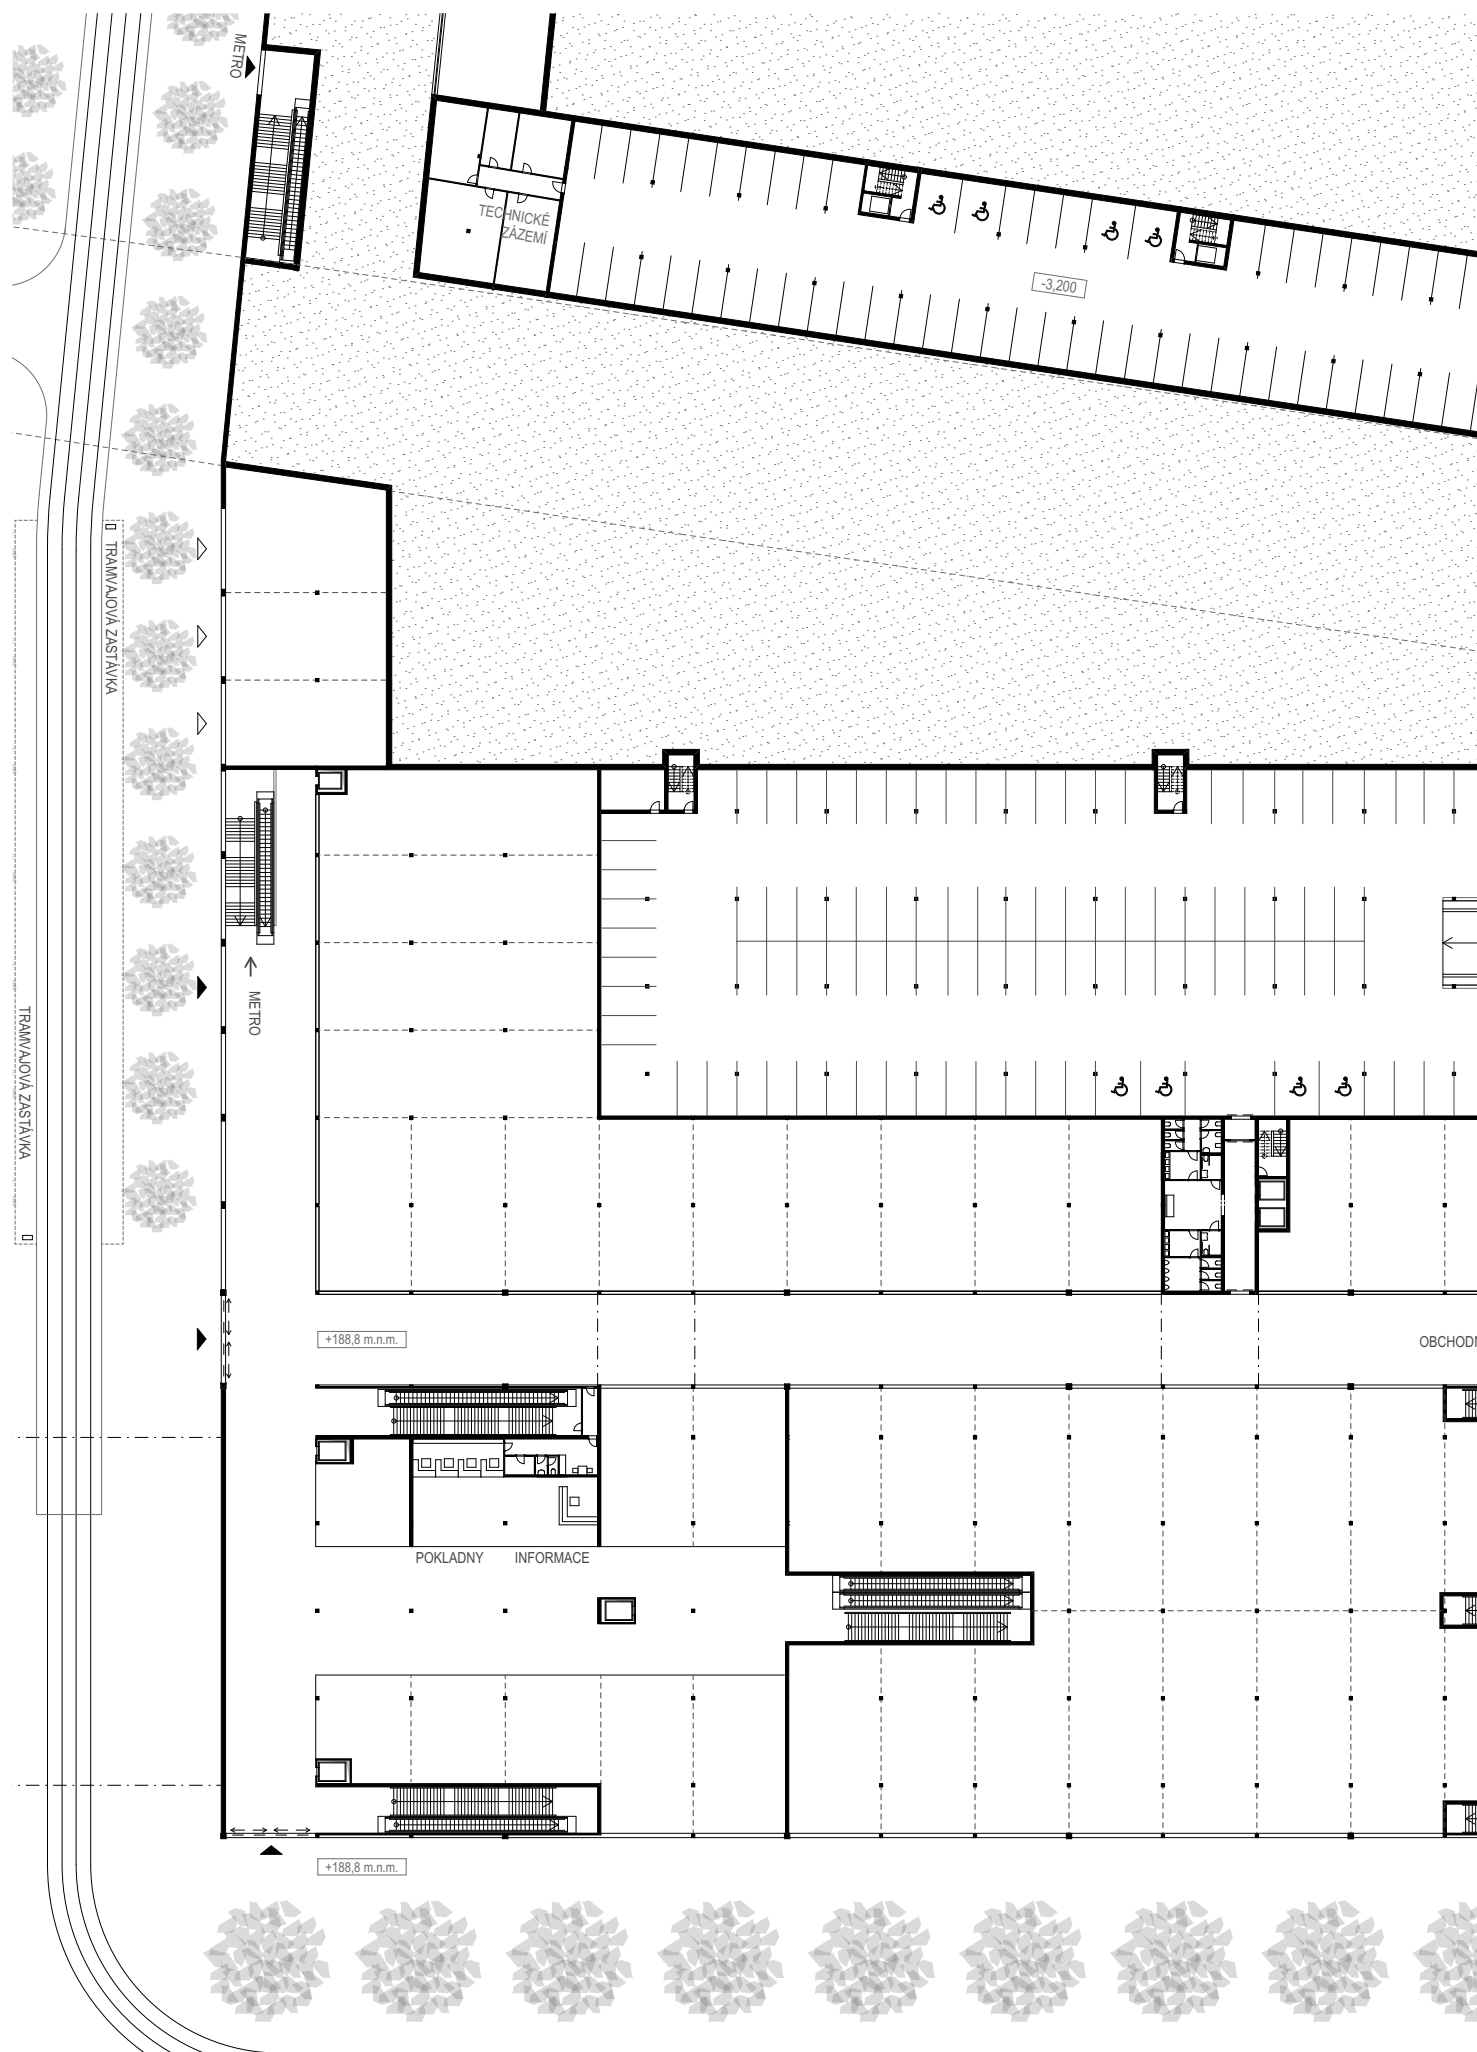 METRO
TECHNICKÉ
ZÁZEMÍ
-3,200
TRAMVAJOVÁ ZASTÁVKA
METRO
TRAMVAJOVÁ ZASTÁVKA
+188,8 m.n.m.
OBCHODN
POKLADNY
INFORMACE
+188,8 m.n.m.